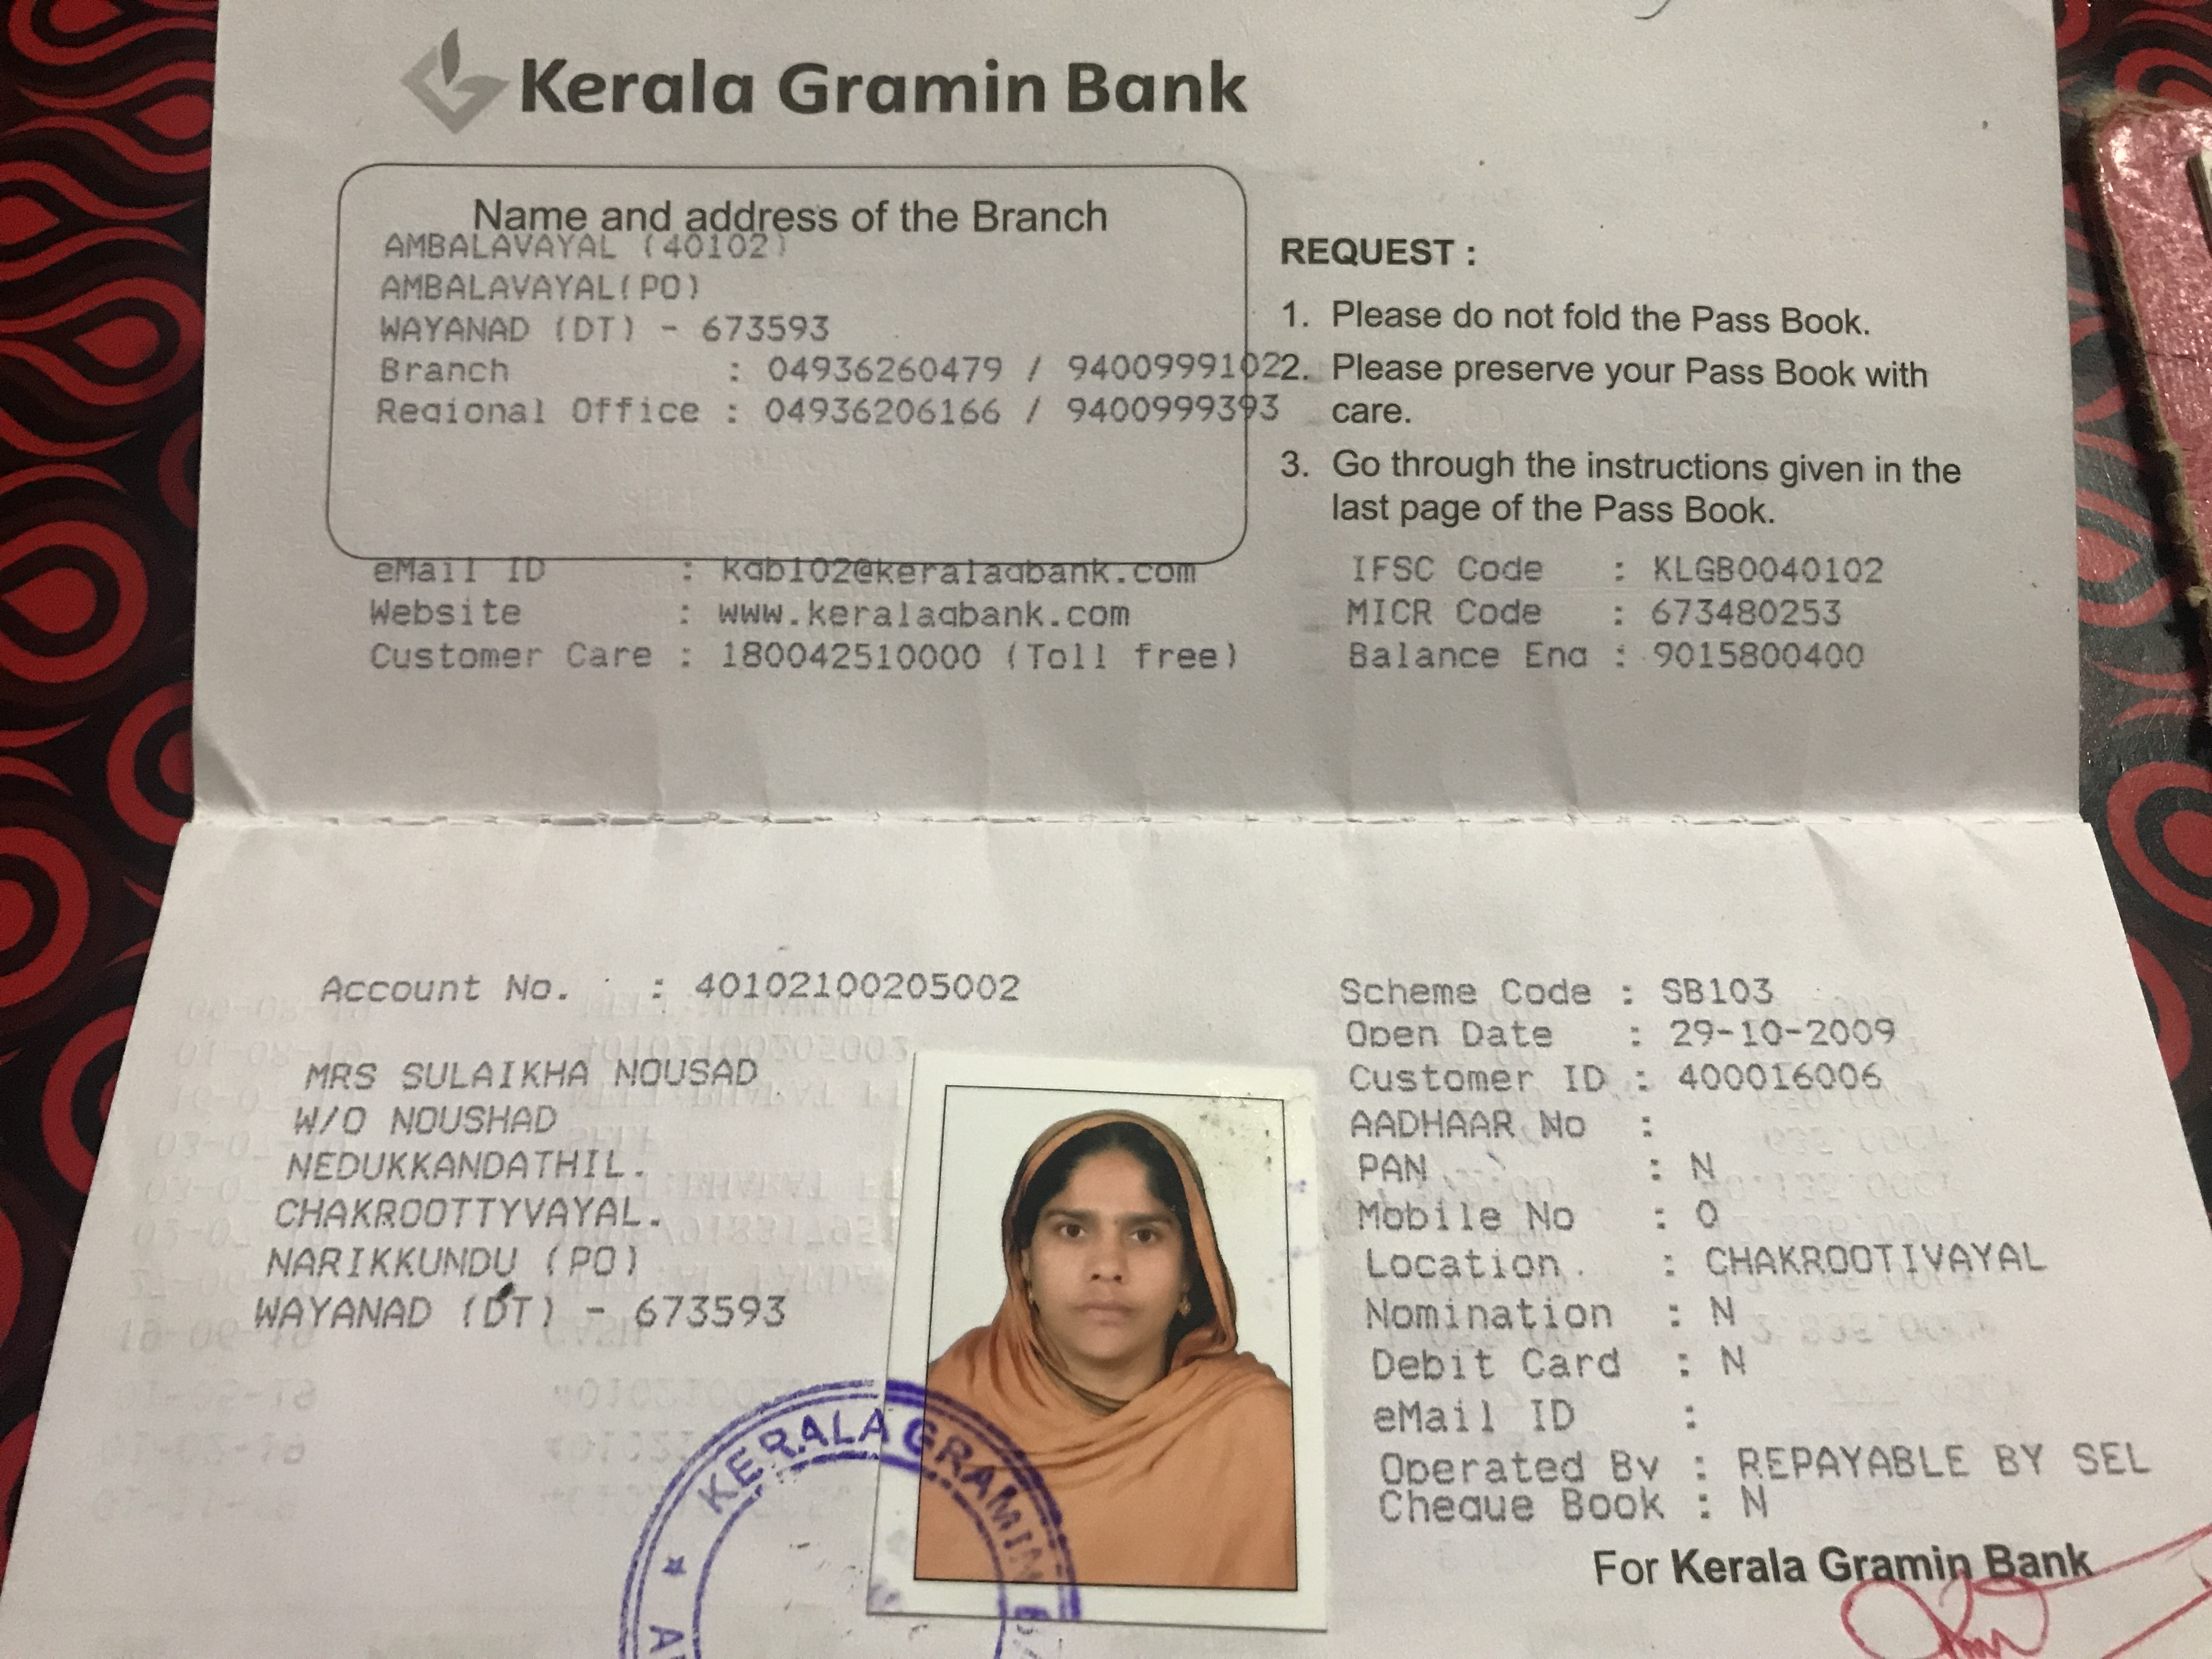 Kerala Gramin Bank
Name and address of the Branch
AMBALAVAYAL (40102)
AMBALAVAYAL(PO)
WAYANAD (DT) - 673593
Branch : 04936260479 / 9400999102
Regional Office : 04936206166 / 9400999393
REQUEST :
1. Please do not fold the Pass Book.
2. Please preserve your Pass Book with
care.
3. Go through the instructions given in the
last page of the Pass Book.
eMail ID : kgb102@keralagbank.com
Website : www.keralagbank.com
Customer Care : 180042510000 (Toll free)
IFSC Code : KLGB0040102
MICR Code : 673480253
Balance Enq : 9015800400
Account No. : 40102100205002
MRS SULAIKHA NOUSAD
W/O NOUSHAD
NEDUKKANDATHIL.
CHAKROOTTYVAYAL.
NARIKKUNDU (PO)
WAYANAD (DT) - 673593
Scheme Code : SB103
Open Date : 29-10-2009
Customer ID : 400016006
AADHAAR No :
PAN : N
Mobile No : 0
Location : CHAKROOTIVAYAL
Nomination : N
Debit Card : N
eMail ID :
Operated By : REPAYABLE BY SEL
Cheque Book : N
For Kerala Gramin Bank
* KERALA GRAMIN